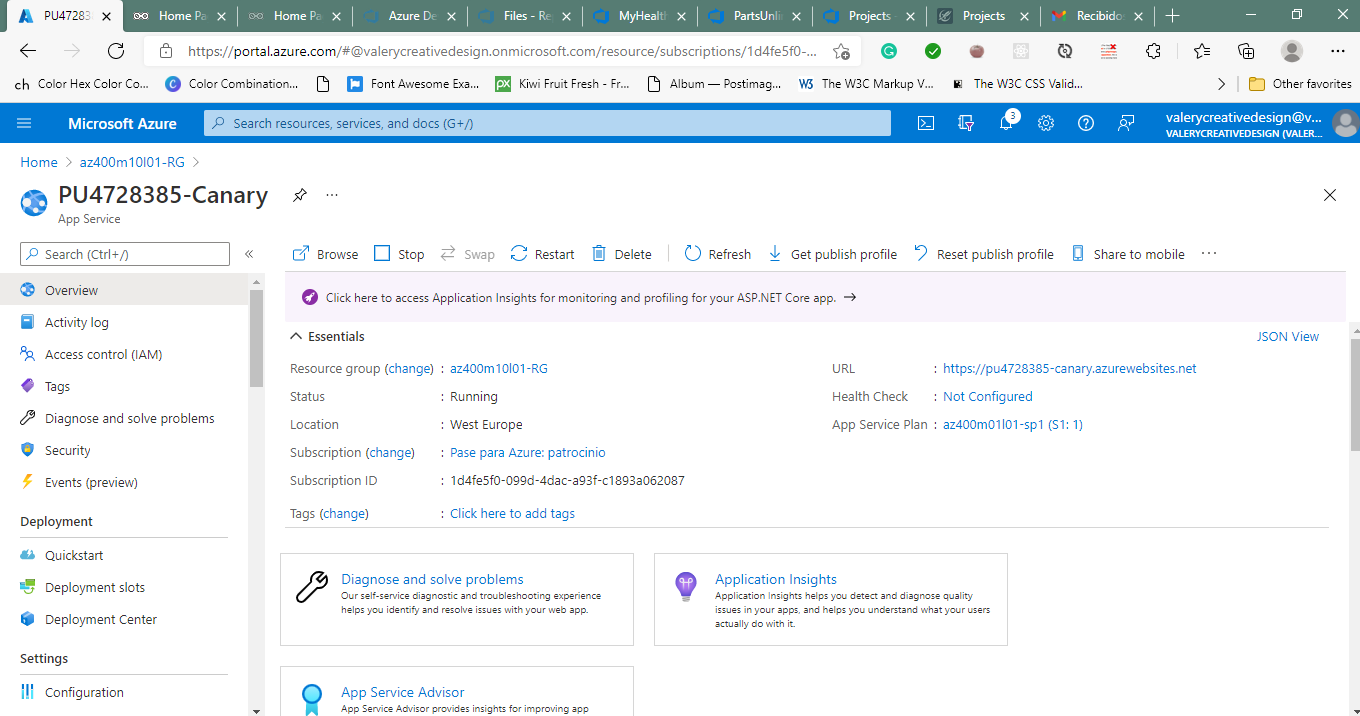 PU4728
Home Pa
Home Pa
Azure De
Files - Re
MyHealt
PartsUnli
Projects -
Projects
Recibido
https://portal.azure.com/#@valerycreativedesign.onmicrosoft.com/resource/subscriptions/1d4fe5f0-...
ch Color Hex Color Co...
C Color Combination...
Font Awesome Exa...
px Kiwi Fruit Fresh - Fr...
Album — Postimag...
W3 The W3C Markup V...
The W3C CSS Valid...
Other favorites
Microsoft Azure
Search resources, services, and docs (G+/)
3
valerycreativedesign@v...
VALERYCREATIVEDESIGN (VALER...
Home > az400m10l01-RG >
PU4728385-Canary
App Service
Search (Ctrl+/)
«
Browse Stop Swap Restart Delete Refresh Get publish profile Reset publish profile Share to mobile ...
Overview
Activity log
Access control (IAM)
Tags
Diagnose and solve problems
Security
Events (preview)
Deployment
Quickstart
Deployment slots
Deployment Center
Settings
Configuration
Click here to access Application Insights for monitoring and profiling for your ASP.NET Core app. →
Essentials
JSON View
Resource group (change) : az400m10l01-RG
Status : Running
Location : West Europe
Subscription (change) : Pase para Azure: patrocinio
Subscription ID : 1d4fe5f0-099d-4dac-a93f-c1893a062087
Tags (change) : Click here to add tags
URL : https://pu4728385-canary.azurewebsites.net
Health Check : Not Configured
App Service Plan : az400m01l01-sp1 (S1: 1)
Diagnose and solve problems
Our self-service diagnostic and troubleshooting experience
helps you identify and resolve issues with your web app.
Application Insights
Application Insights helps you detect and diagnose quality
issues in your apps, and helps you understand what your users
actually do with it.
App Service Advisor
App Service Advisor provides insights for improving app